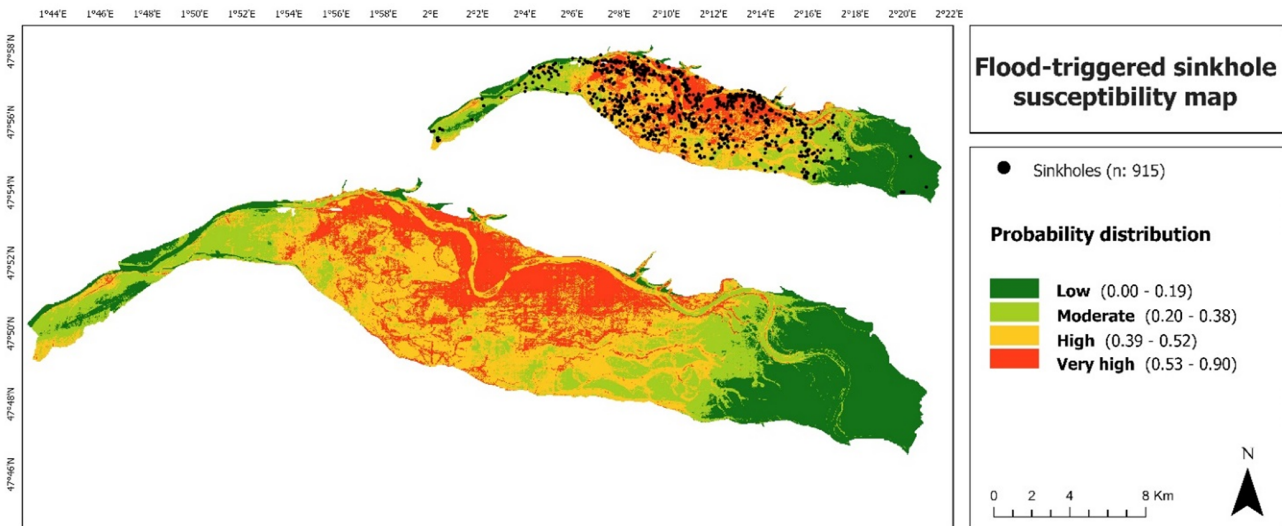 1°44'E 1°46'E 1°48'E 1°50'E 1°52'E 1°54'E 1°56'E 1°58'E 2°E 2°2'E 2°4'E 2°6'E 2°8'E 2°10'E 2°12'E 2°14'E 2°16'E 2°18'E 2°20'E 2°22'E
47°58'N
47°56'N
47°54'N
47°52'N
47°50'N
47°48'N
47°46'N
Flood-triggered sinkhole
susceptibility map
Sinkholes (n: 915)
Probability distribution
Low (0.00 - 0.19)
Moderate (0.20 - 0.38)
High (0.39 - 0.52)
Very high (0.53 - 0.90)
N
0 2 4 8 Km